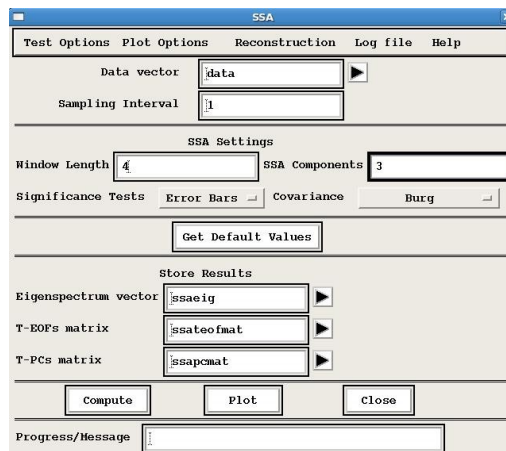 SSA
Test Options Plot Options Reconstruction Log file Help
Data vector data
Sampling Interval 1
SSA Settings
Window Length 4 SSA Components 3
Significance Tests Error Bars Covariance Burg
Get Default Values
Store Results
Eigenspectrum vector ssaeig
T-EOFs matrix ssateofmat
T-PCs matrix ssapcmat
Compute Plot Close
Progress/Message